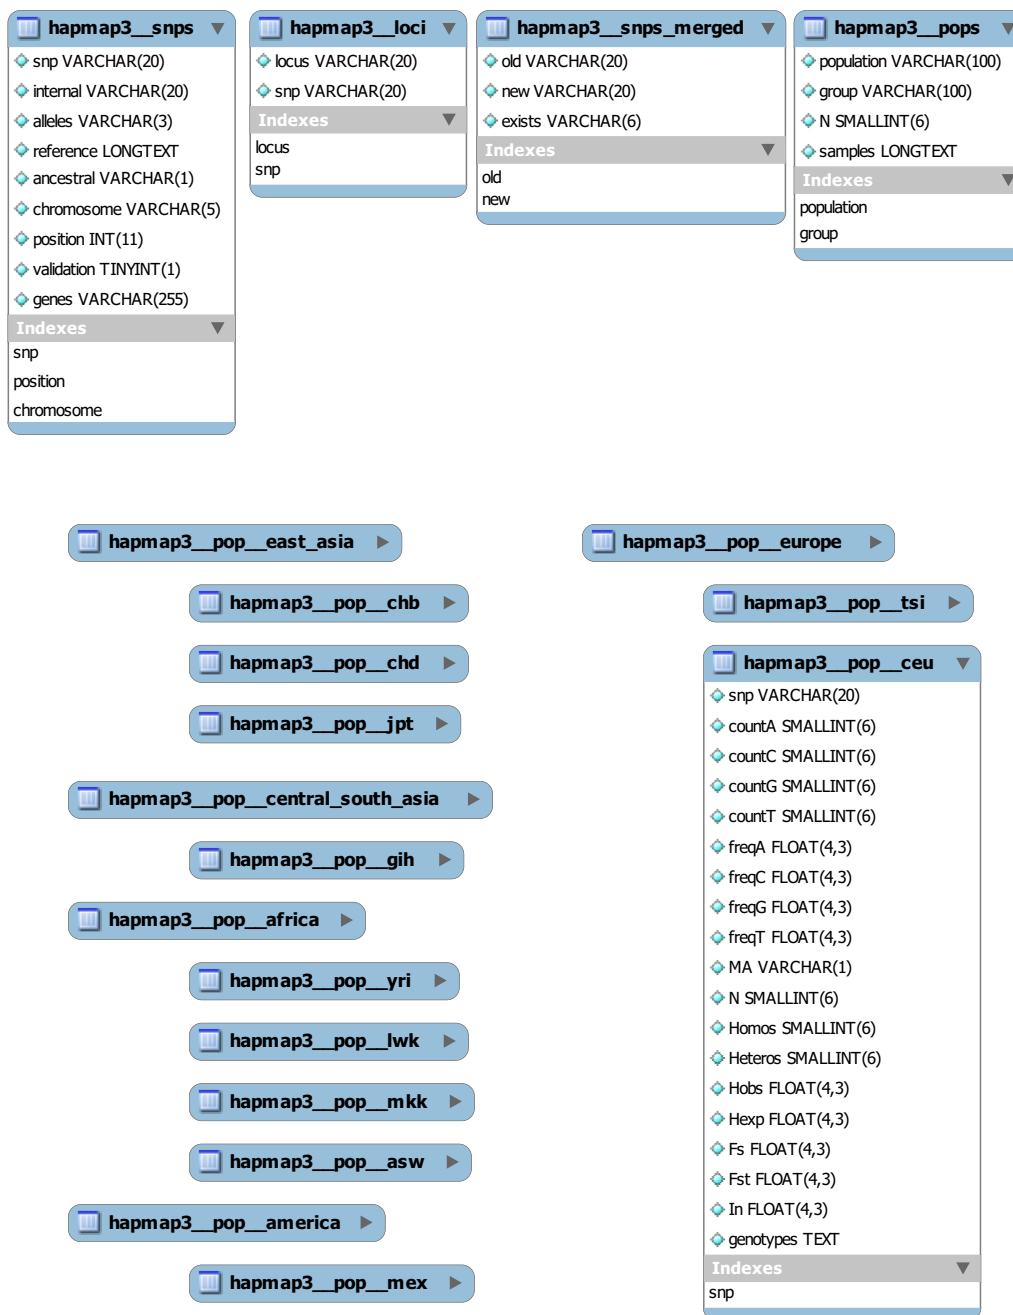 hapmap3__snps
snp VARCHAR(20)
internal VARCHAR(20)
alleles VARCHAR(3)
reference LONGTEXT
ancestral VARCHAR(1)
chromosome VARCHAR(5)
position INT(11)
validation TINYINT(1)
genes VARCHAR(255)
Indexes
snp
position
chromosome
hapmap3__loci
locus VARCHAR(20)
snp VARCHAR(20)
Indexes
locus
snp
hapmap3__snps_merged
old VARCHAR(20)
new VARCHAR(20)
exists VARCHAR(6)
Indexes
old
new
hapmap3__pops
population VARCHAR(100)
group VARCHAR(100)
N SMALLINT(6)
samples LONGTEXT
Indexes
population
group
hapmap3__pop__east_asia
hapmap3__pop__chb
hapmap3__pop__chd
hapmap3__pop__jpt
hapmap3__pop__central_south_asia
hapmap3__pop__gih
hapmap3__pop__africa
hapmap3__pop__yri
hapmap3__pop__lwk
hapmap3__pop__mkk
hapmap3__pop__asw
hapmap3__pop__america
hapmap3__pop__mex
hapmap3__pop__europe
hapmap3__pop__tsi
hapmap3__pop__ceu
snp VARCHAR(20)
countA SMALLINT(6)
countC SMALLINT(6)
countG SMALLINT(6)
countT SMALLINT(6)
freqA FLOAT(4,3)
freqC FLOAT(4,3)
freqG FLOAT(4,3)
freqT FLOAT(4,3)
MA VARCHAR(1)
N SMALLINT(6)
Homos SMALLINT(6)
Heteros SMALLINT(6)
Hobs FLOAT(4,3)
Hexp FLOAT(4,3)
Fs FLOAT(4,3)
Fst FLOAT(4,3)
In FLOAT(4,3)
genotypes TEXT
Indexes
snp